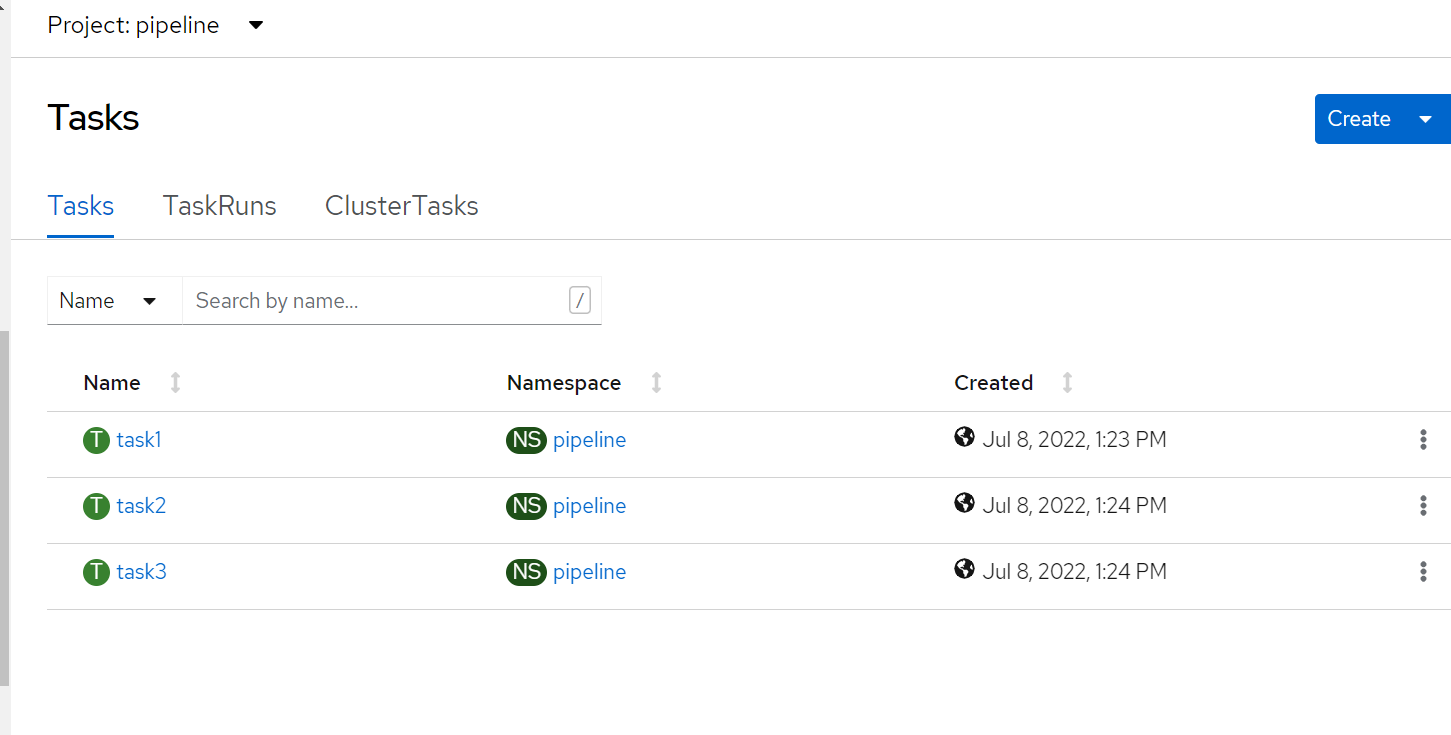 Project: pipeline
Tasks
Create
Tasks TaskRuns ClusterTasks
Name Search by name... /
Name Namespace Created
T task1 NS pipeline Jul 8, 2022, 1:23 PM
T task2 NS pipeline Jul 8, 2022, 1:24 PM
T task3 NS pipeline Jul 8, 2022, 1:24 PM